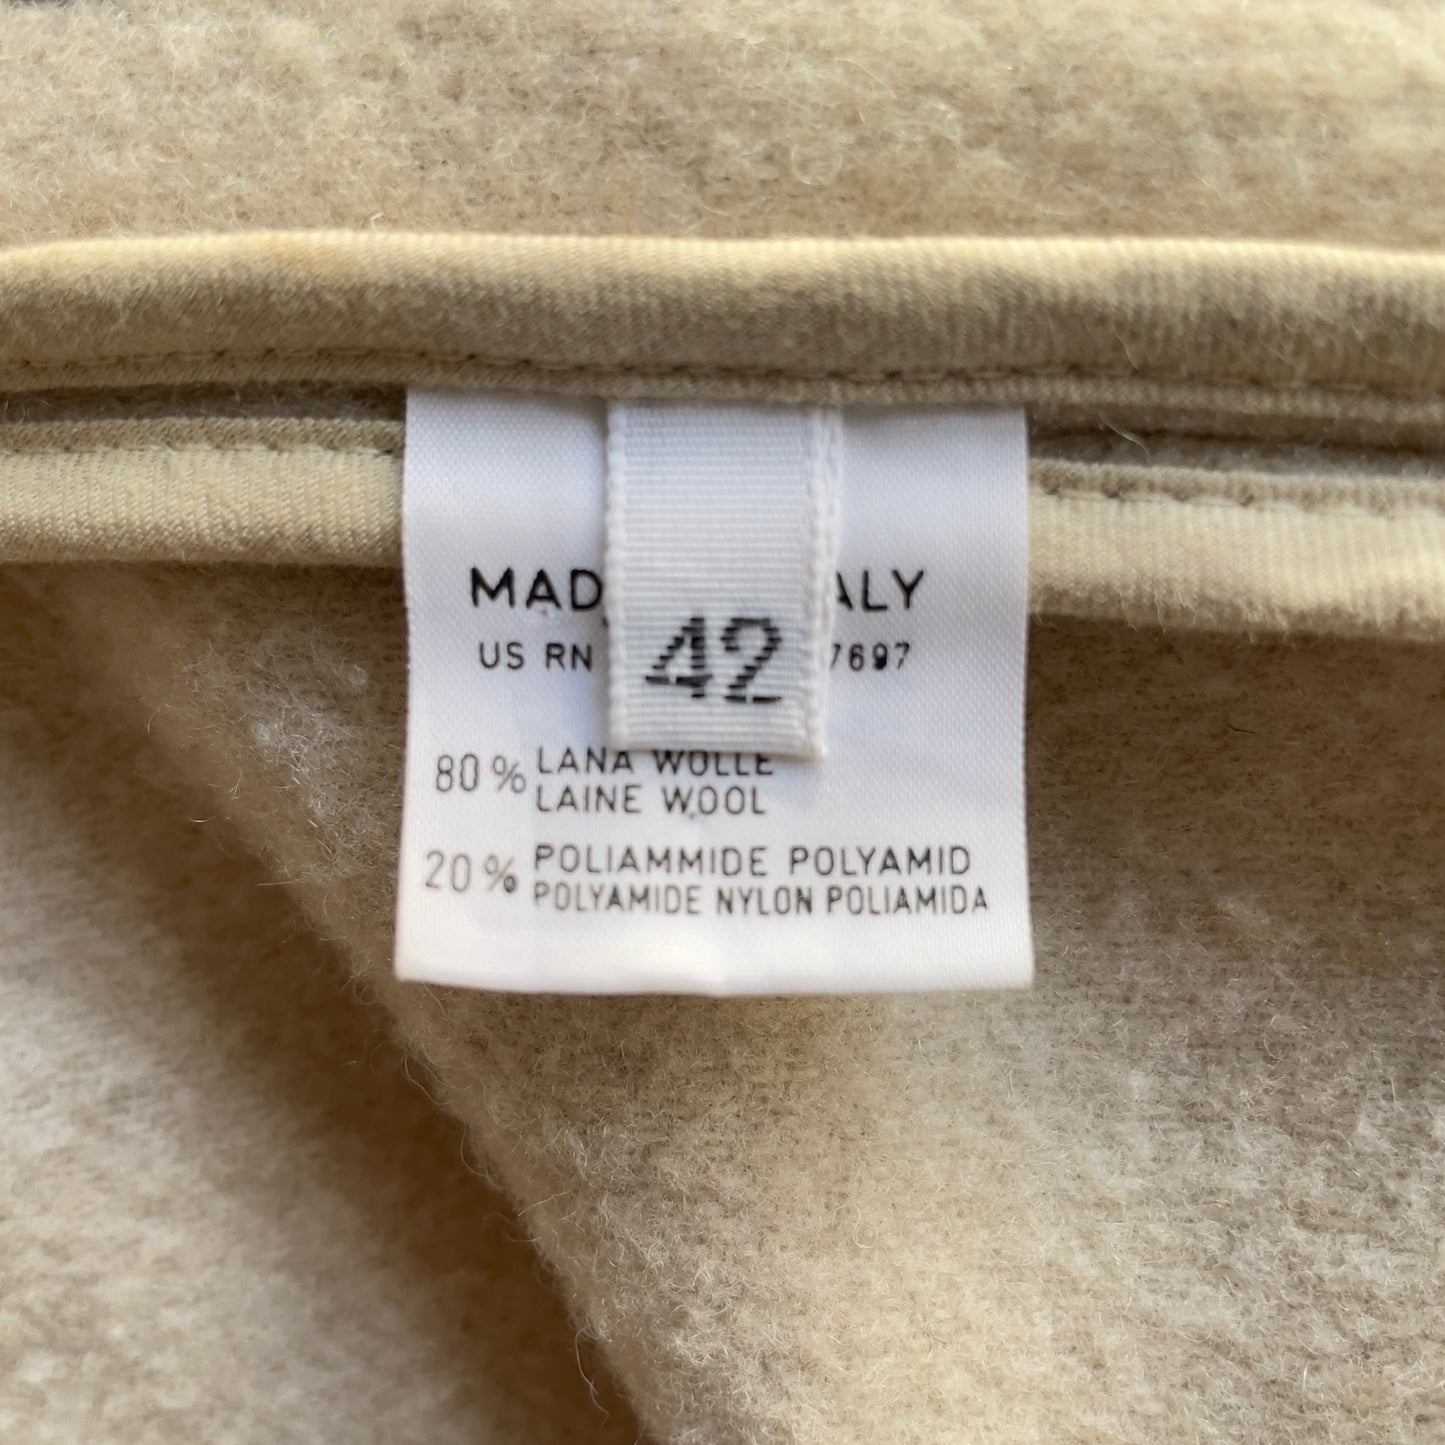 MAD ALY
US RN 7697
42
80% LANA WOLLE
LAINE WOOL
20% POLIAMMIDE POLYAMID
POLYAMIDE NYLON POLIAMIDA